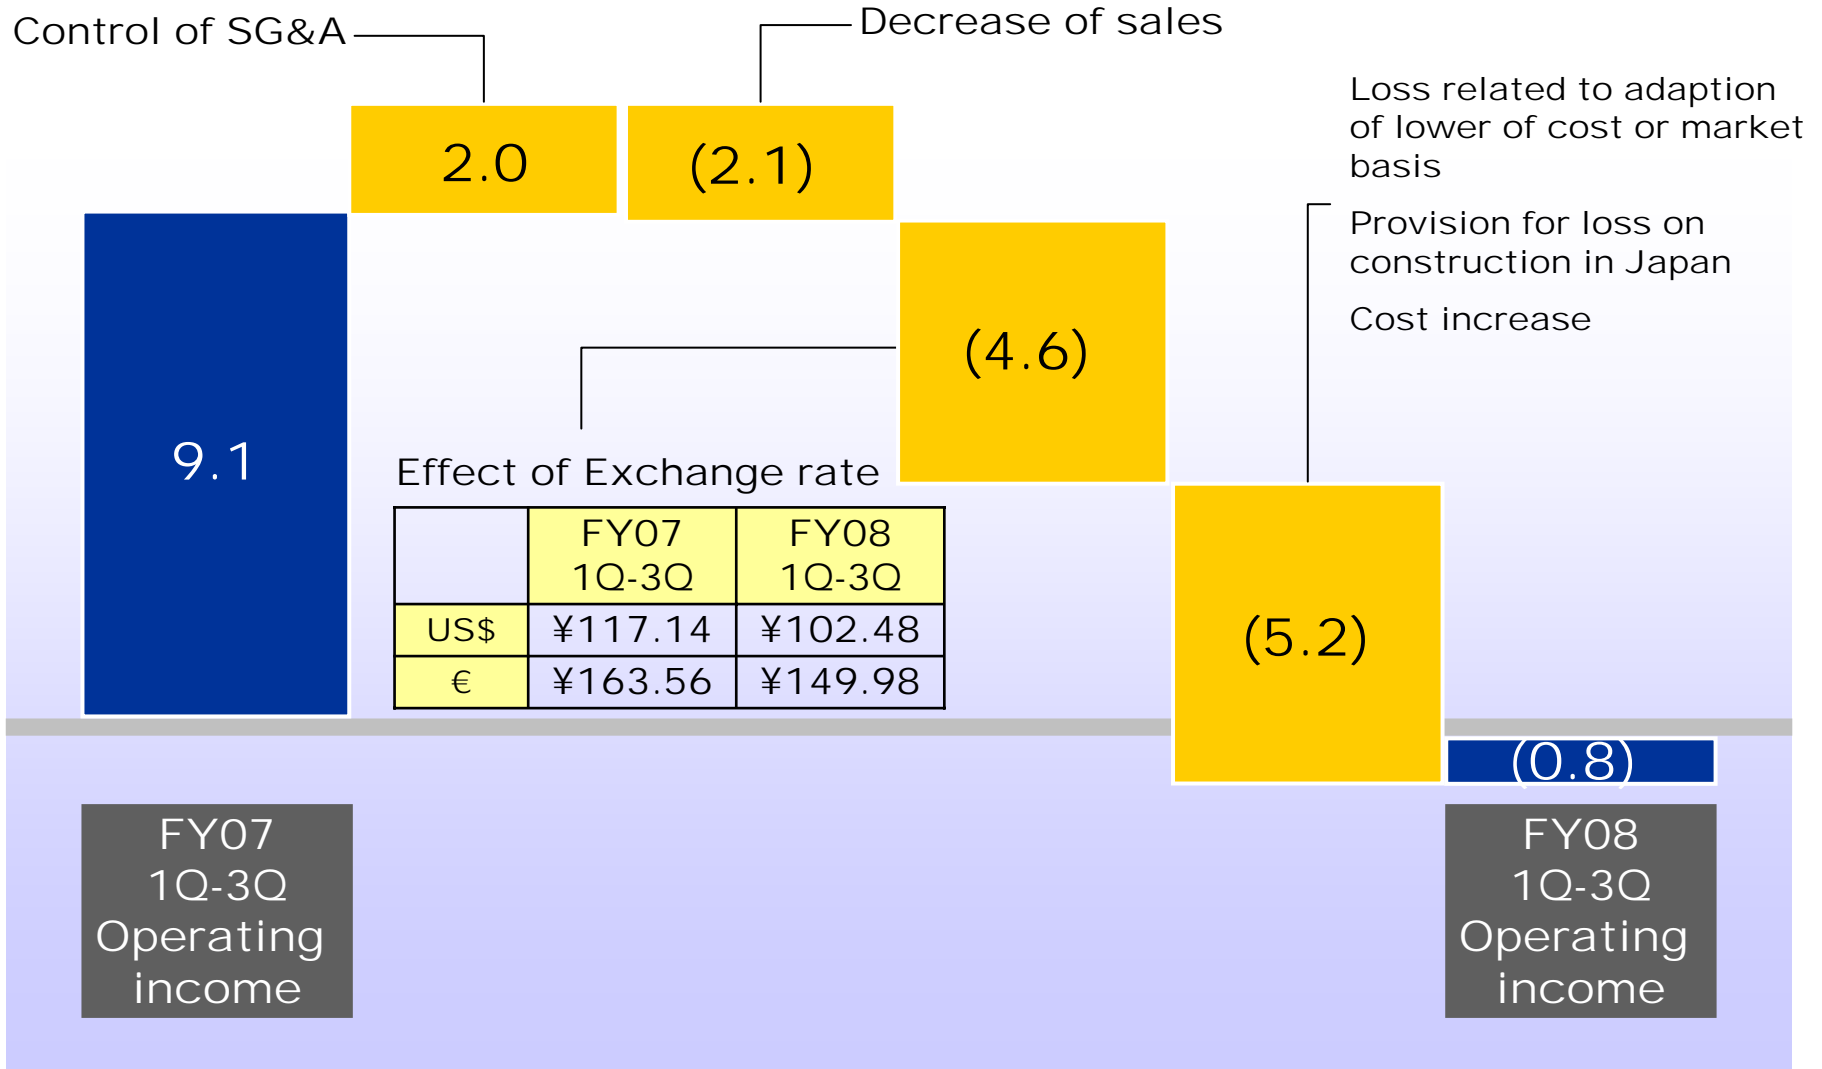 Control of SG&A
Decrease of sales
Loss related to adaption
of lower of cost or market
basis
Provision for loss on
construction in Japan
Cost increase
2.0
(2.1)
(4.6)
9.1
Effect of Exchange rate
FY07 FY08
1Q-3Q 1Q-3Q
US$ ¥117.14 ¥102.48
€ ¥163.56 ¥149.98
(5.2)
(0.8)
FY07
1Q-3Q
Operating
income
FY08
1Q-3Q
Operating
income